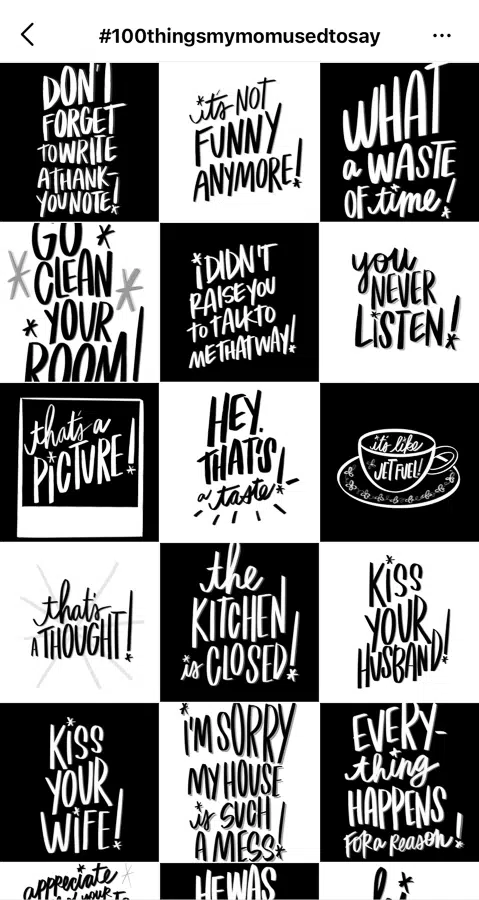 #100thingsmymomusedtosay
DON'T
FORGET
TO WRITE
A THANK-
YOU NOTE!
it's NOT
FUNNY
ANYMORE!
WHAT
a WASTE
OF time!
GO
CLEAN
YOUR
ROOM!
I DIDN'T
RAISE YOU
to TALK TO
ME THAT WAY!
you
NEVER
LISTEN!
that's a
PICTURE!
HEY.
THAT'S
a taste!
it's like
JET FUEL!
that's
A THOUGHT!
the
KITCHEN
is CLOSED!
KISS
YOUR
HUSBAND!
KISS
YOUR
WIFE!
I'M SORRY
MY HOUSE
is SUCH
A MESS!
EVERY-
thing
HAPPENS
FOR a Reason!
appreciate
HE WAS